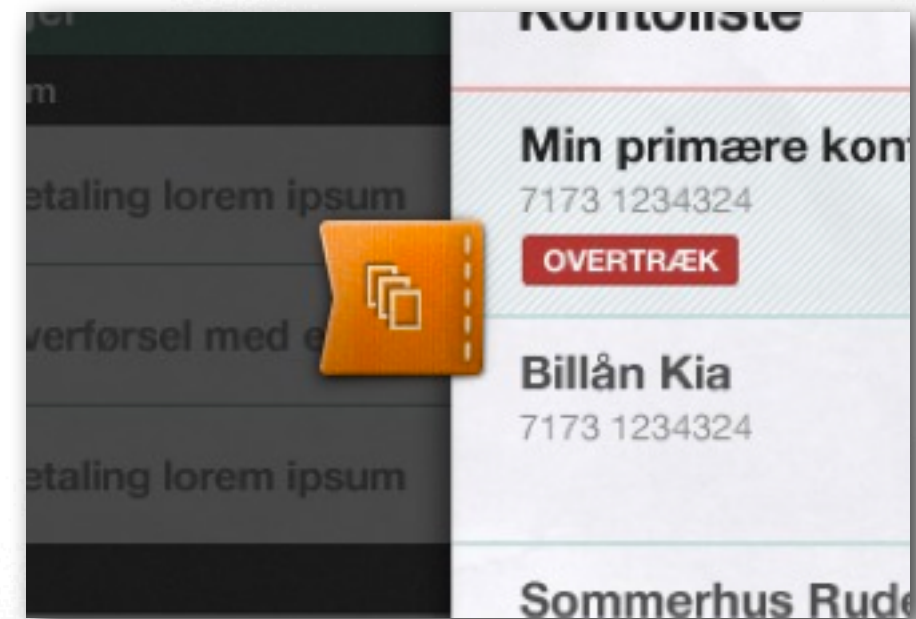 m
etaling lorem ipsum
verførsel med e
etaling lorem ipsum
Kontoliste
Min primære kon
7173 1234324
OVERTRÆK
Billån Kia
7173 1234324
Sommerhus Rude